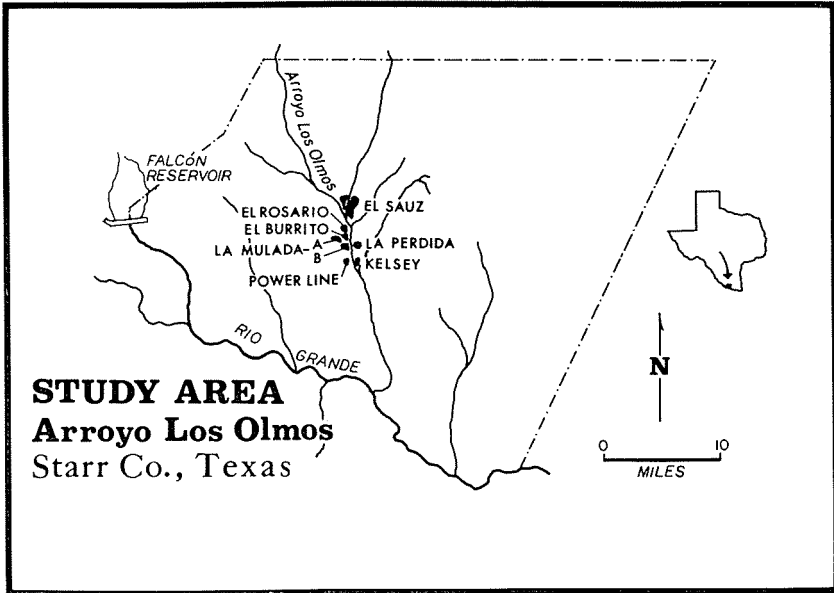 Arroyo Los Olmos
FALCÓN
RESERVOIR
EL SAUZ
EL ROSARIO
EL BURRITO
LA MULADA-A
B
LA PERDIDA
POWER LINE
KELSEY
RIO
GRANDE
STUDY AREA
Arroyo Los Olmos
Starr Co., Texas
N
0 10
MILES